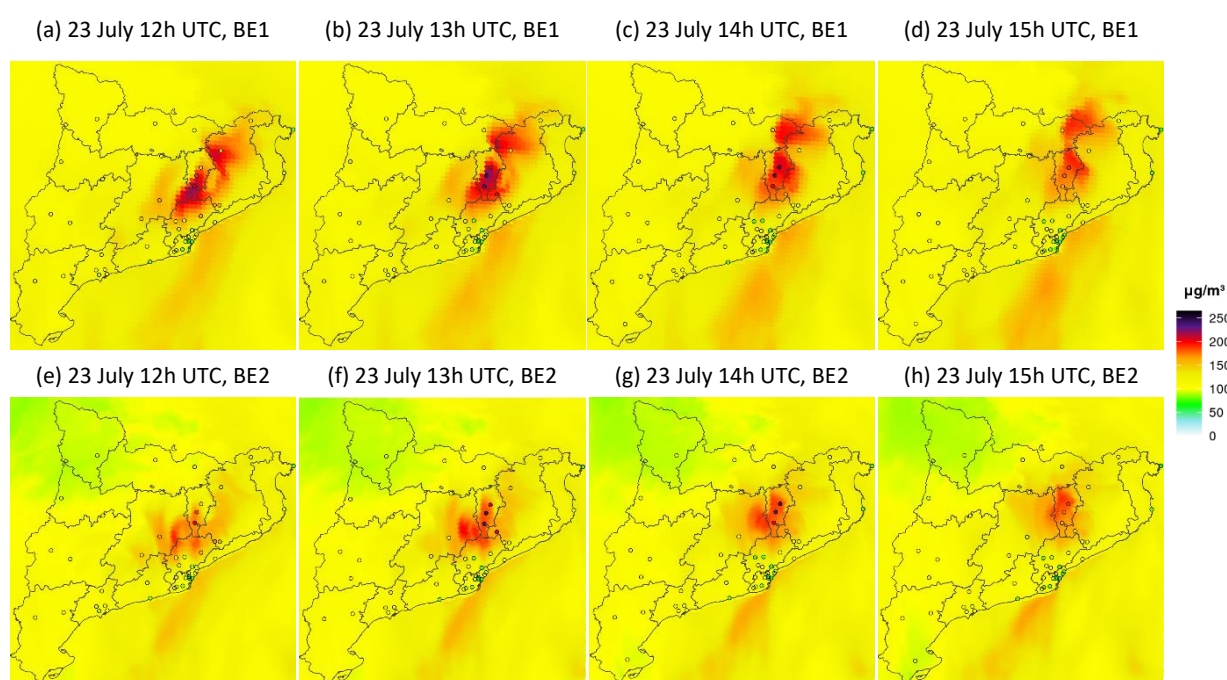 (a) 23 July 12h UTC, BE1
(b) 23 July 13h UTC, BE1
(c) 23 July 14h UTC, BE1
(d) 23 July 15h UTC, BE1
µg/m³
250
200
150
100
50
0
(e) 23 July 12h UTC, BE2
(f) 23 July 13h UTC, BE2
(g) 23 July 14h UTC, BE2
(h) 23 July 15h UTC, BE2